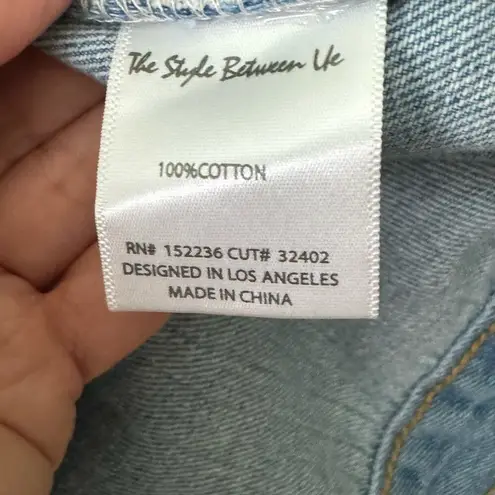 The Style Between Us
100%COTTON
RN# 152236 CUT# 32402
DESIGNED IN LOS ANGELES
MADE IN CHINA